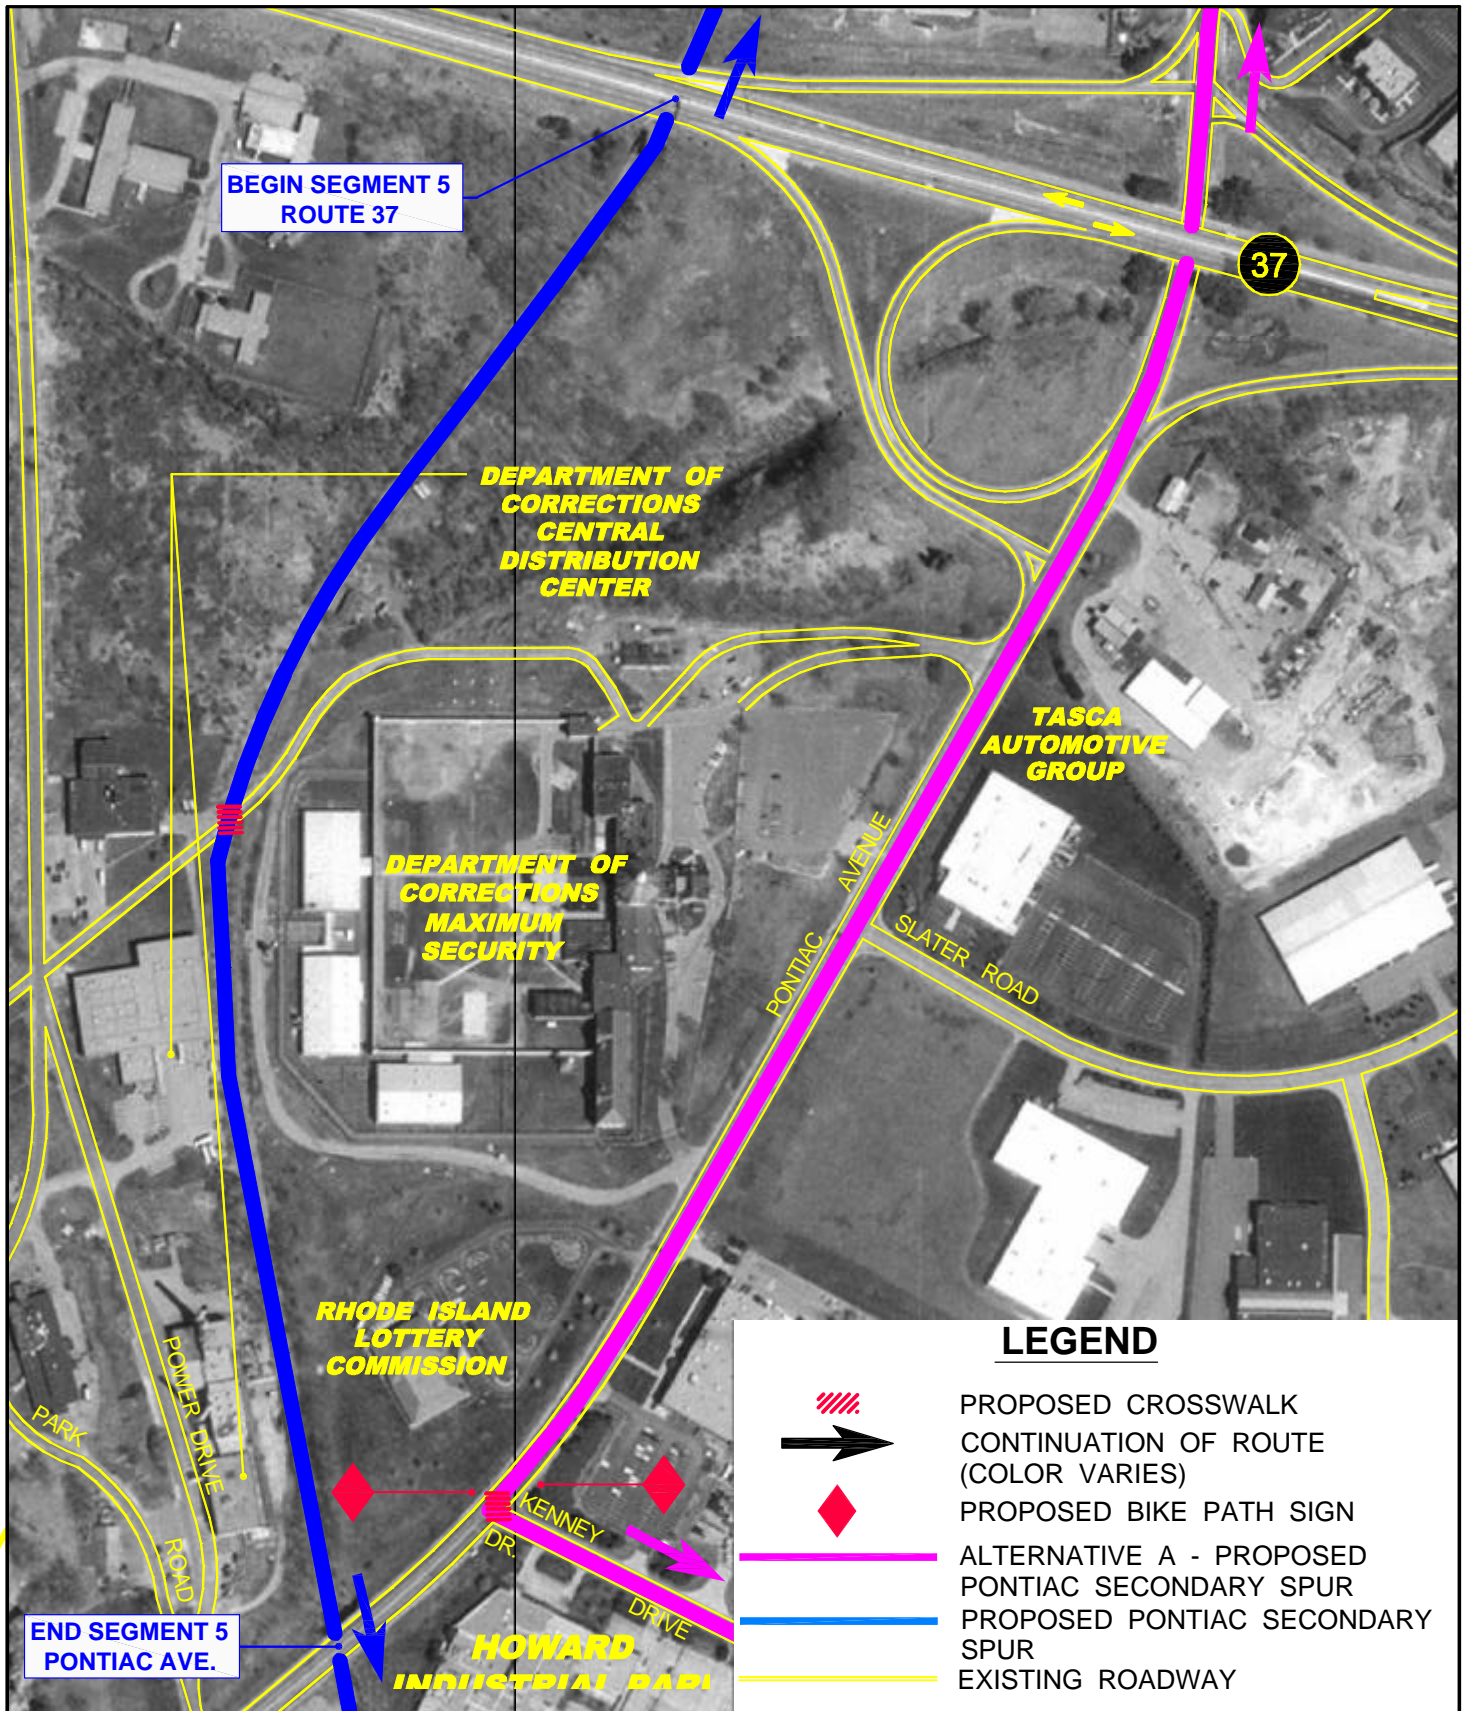 BEGIN SEGMENT 5
ROUTE 37
37
DEPARTMENT OF
CORRECTIONS
CENTRAL
DISTRIBUTION
CENTER
TASCA
AUTOMOTIVE
GROUP
DEPARTMENT OF
CORRECTIONS
MAXIMUM
SECURITY
PONTIAC AVENUE
SLATER ROAD
RHODE ISLAND
LOTTERY
COMMISSION
POWER DRIVE
PARK
ROAD
KENNEY
DR.
DRIVE
END SEGMENT 5
PONTIAC AVE.
HOWARD
INDUSTRIAL PARK
LEGEND
PROPOSED CROSSWALK
CONTINUATION OF ROUTE
(COLOR VARIES)
PROPOSED BIKE PATH SIGN
ALTERNATIVE A - PROPOSED
PONTIAC SECONDARY SPUR
PROPOSED PONTIAC SECONDARY
SPUR
EXISTING ROADWAY